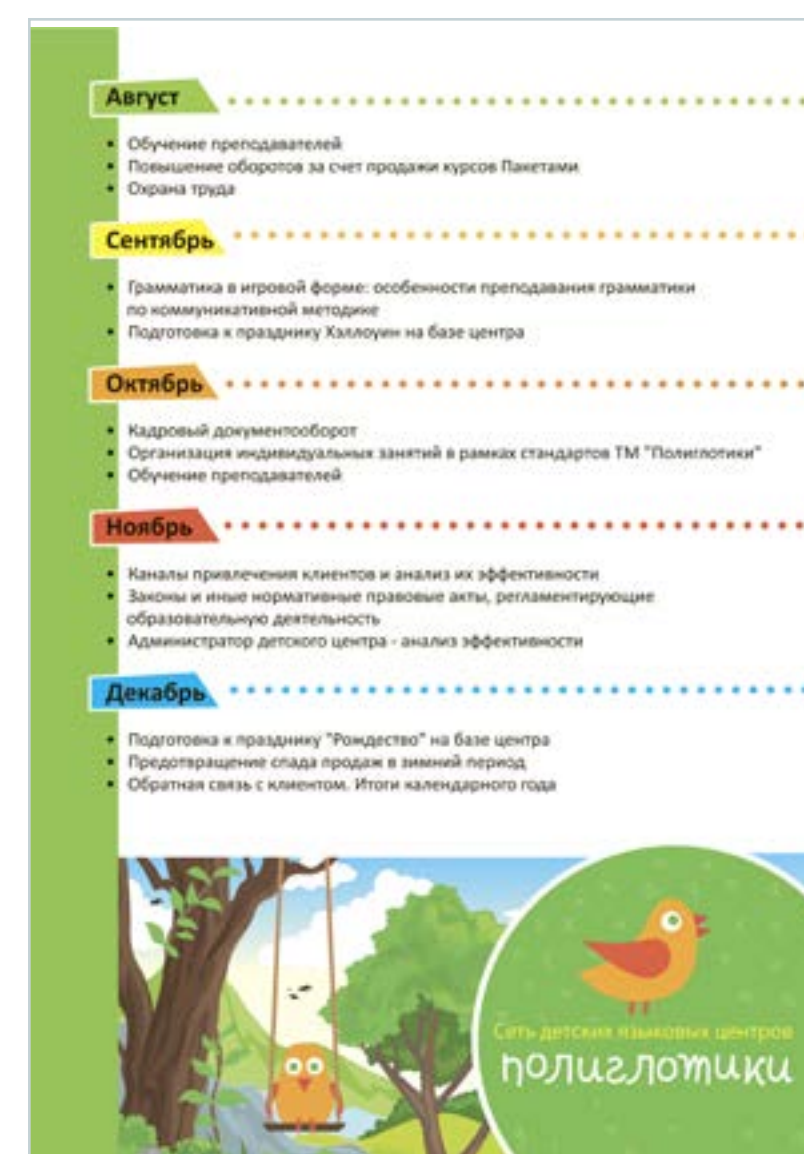 Август
• Обучение преподавателей
• Повышение оборотов за счет продажи курсов Пакетами
• Охрана труда
Сентябрь
• Грамматика в игровой форме: особенности преподавания грамматики
по коммуникативной методике
• Подготовка к празднику Хэллоуин на базе центра
Октябрь
• Кадровый документооборот
• Организация индивидуальных занятий в рамках стандартов ТМ "Полиглотики"
• Обучение преподавателей
Ноябрь
• Каналы привлечения клиентов и анализ их эффективности
• Законы и иные нормативные правовые акты, регламентирующие
образовательную деятельность
• Администратор детского центра - анализ эффективности
Декабрь
• Подготовка к празднику "Рождество" на базе центра
• Предотвращение спада продаж в зимний период
• Обратная связь с клиентом. Итоги календарного года
Сеть детских языковых центров
полиглотики